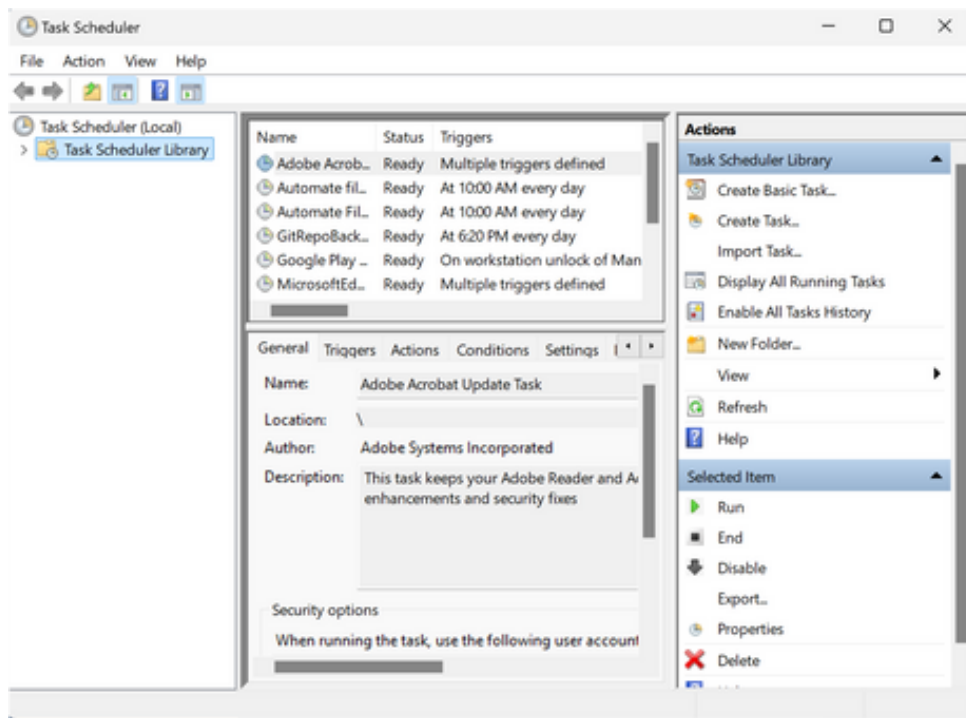 Task Scheduler
File Action View Help
Task Scheduler (Local)
Task Scheduler Library
Name Status Triggers
Adobe Acrob... Ready Multiple triggers defined
Automate fil... Ready At 10:00 AM every day
Automate Fil... Ready At 10:00 AM every day
GitRepoBack... Ready At 6:20 PM every day
Google Play ... Ready On workstation unlock of Man
MicrosoftEd... Ready Multiple triggers defined
General Triggers Actions Conditions Settings
Name: Adobe Acrobat Update Task
Location: \
Author: Adobe Systems Incorporated
Description: This task keeps your Adobe Reader and A
enhancements and security fixes
Security options
When running the task, use the following user account
Actions
Task Scheduler Library
Create Basic Task...
Create Task...
Import Task...
Display All Running Tasks
Enable All Tasks History
New Folder...
View
Refresh
Help
Selected Item
Run
End
Disable
Export...
Properties
Delete